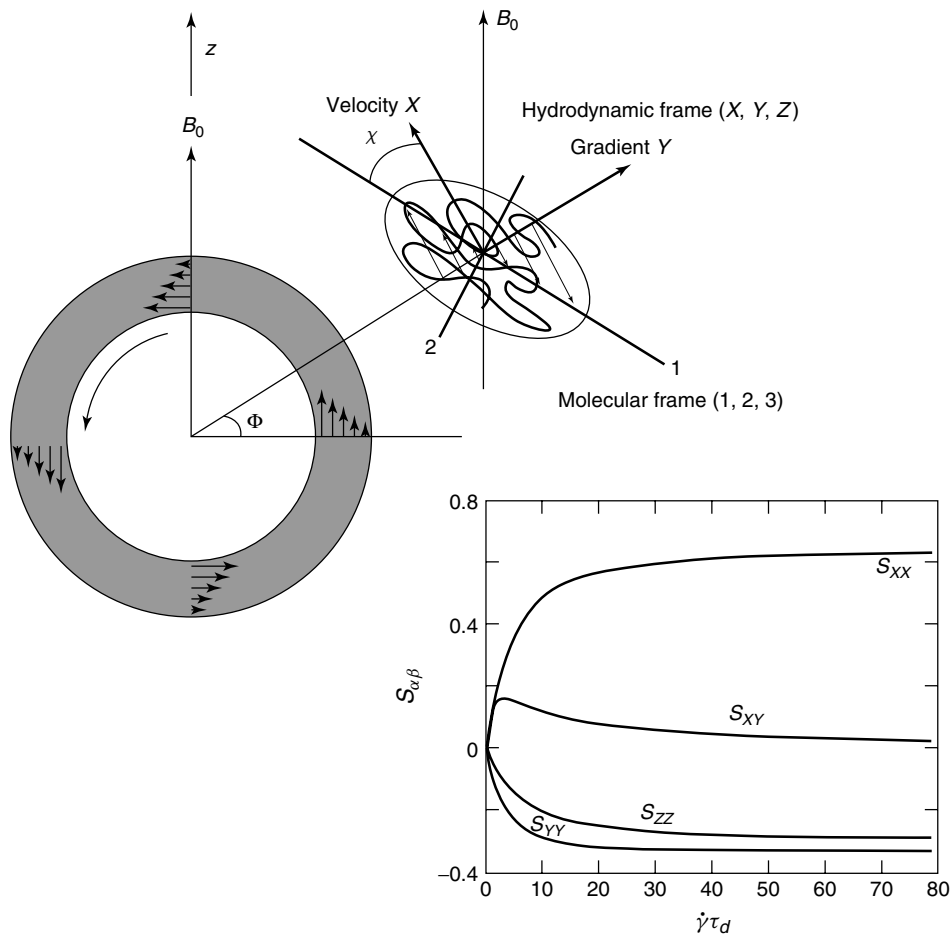 B0
z
B0
Velocity X
χ
Hydrodynamic frame (X, Y, Z)
Gradient Y
2
1
Molecular frame (1, 2, 3)
Φ
0.8
0.4
0
−0.4
Sαβ
SXX
SXY
SZZ
SYY
0 10 20 30 40 50 60 70 80
γ̇τd